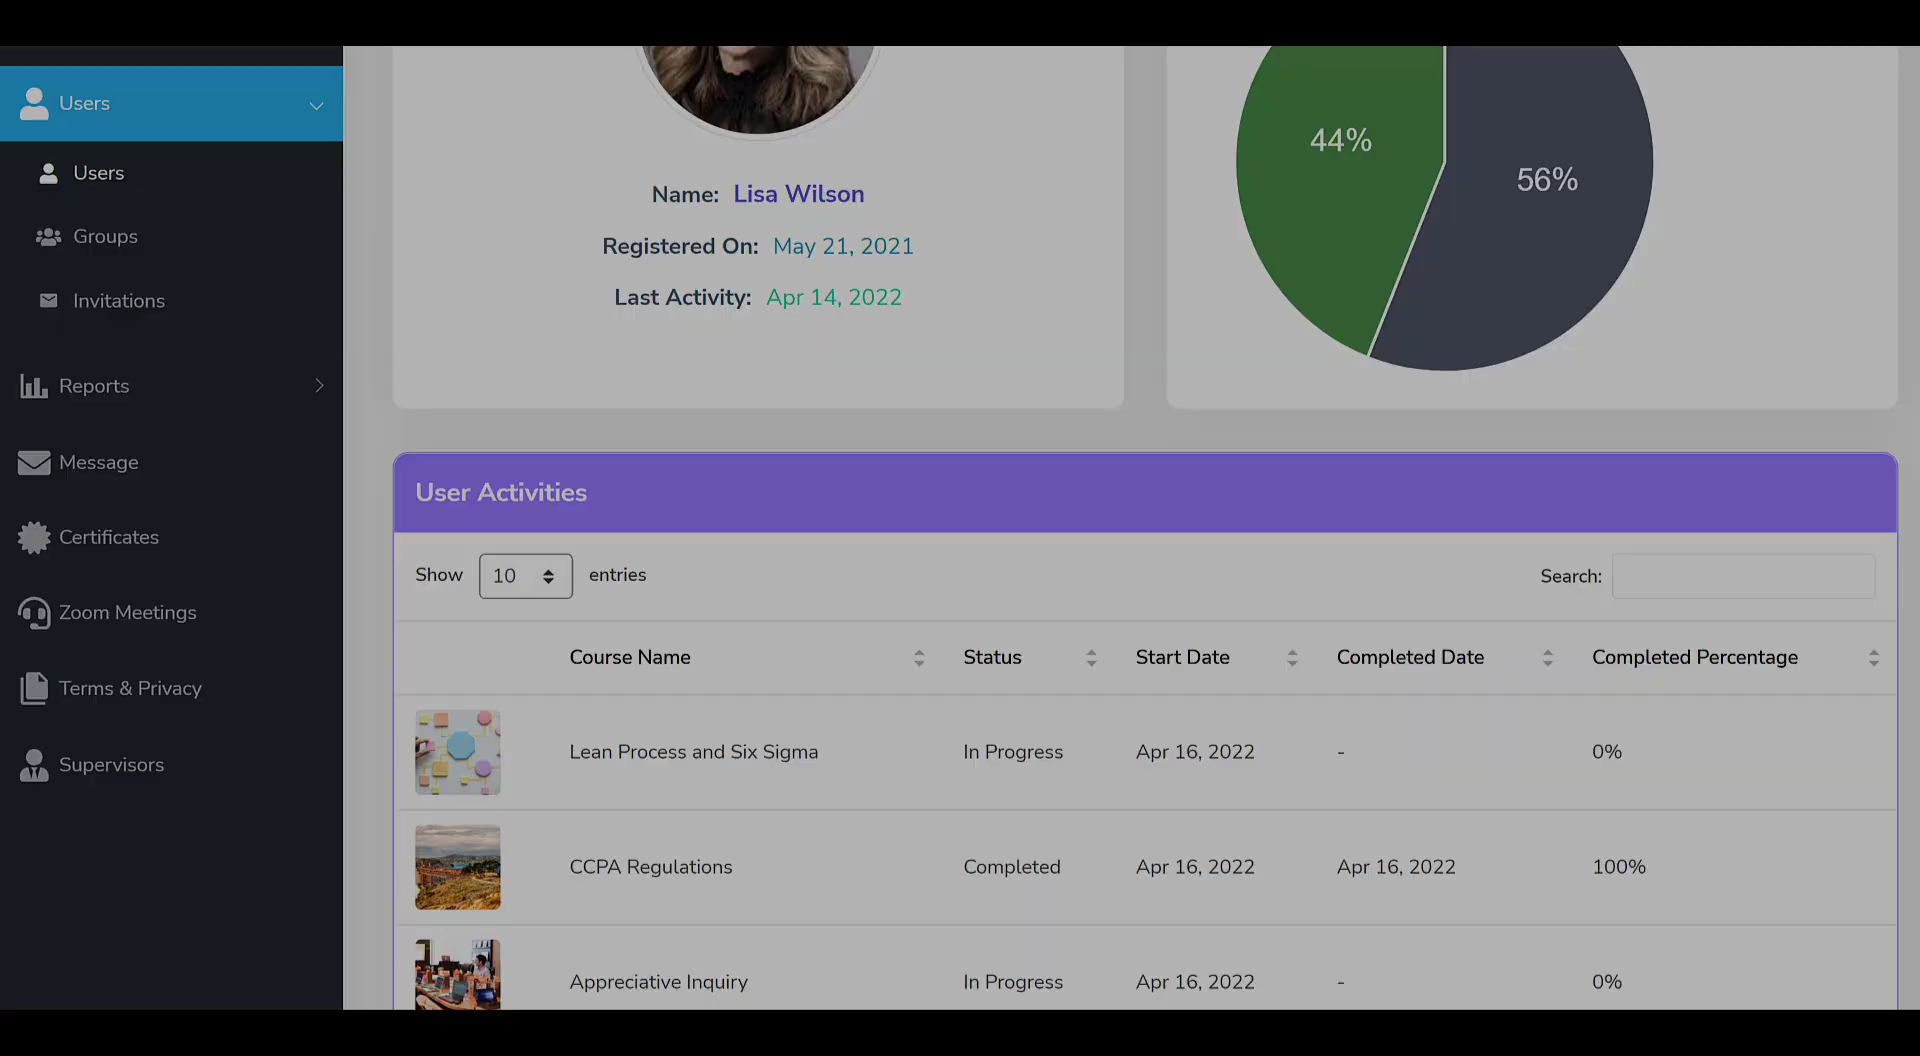 Users
Users
Groups
Invitations
Reports
Message
Certificates
Zoom Meetings
Terms & Privacy
Supervisors
Name: Lisa Wilson
Registered On: May 21, 2021
Last Activity: Apr 14, 2022
44%
56%
User Activities
Show 10 entries
Search:
Course Name Status Start Date Completed Date Completed Percentage
Lean Process and Six Sigma In Progress Apr 16, 2022 - 0%
CCPA Regulations Completed Apr 16, 2022 Apr 16, 2022 100%
Appreciative Inquiry In Progress Apr 16, 2022 - 0%